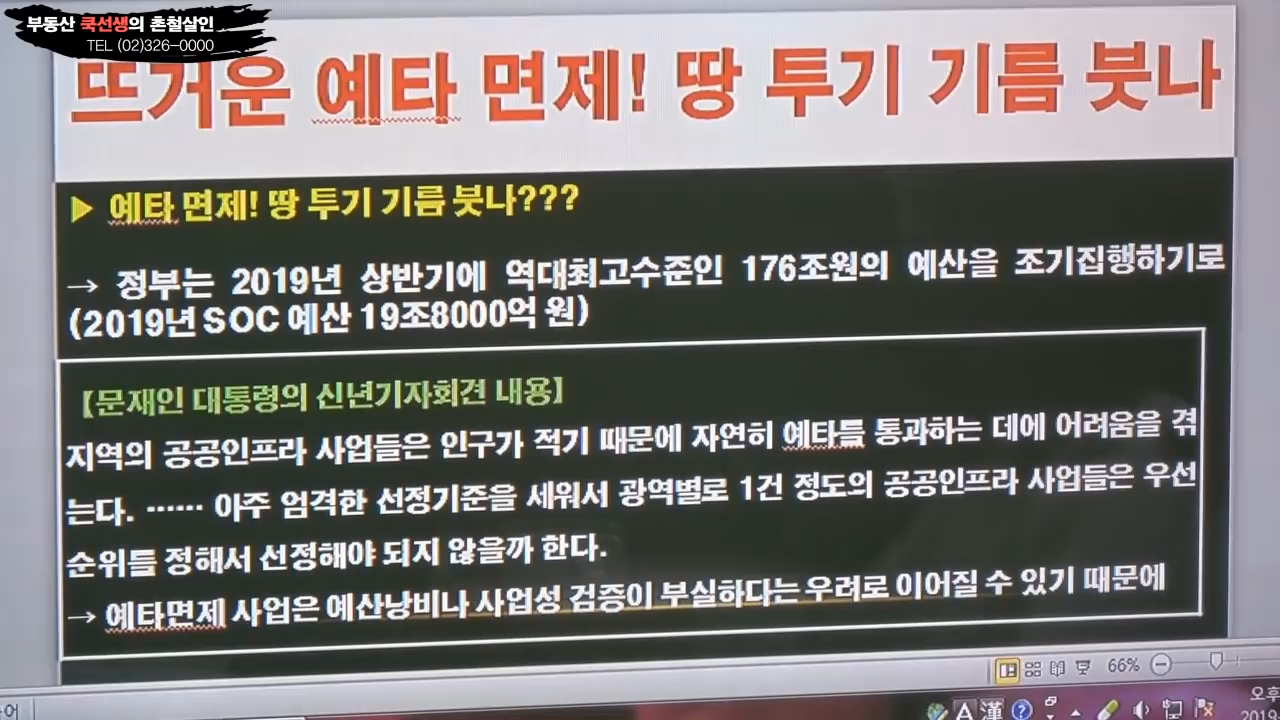 부동산 쿡선생의 촌철살인
TEL (02)326-0000
뜨거운 예타 면제! 땅 투기 기름 붓나
▶ 예타 면제! 땅 투기 기름 붓나???
→ 정부는 2019년 상반기에 역대최고수준인 176조원의 예산을 조기집행하기로
(2019년 SOC 예산 19조8000억 원)
【문재인 대통령의 신년기자회견 내용】
지역의 공공인프라 사업들은 인구가 적기 때문에 자연히 예타를 통과하는 데에 어려움을 겪
는다. …… 아주 엄격한 선정기준을 세워서 광역별로 1건 정도의 공공인프라 사업들은 우선
순위를 정해서 선정해야 되지 않을까 한다.
→ 예타면제 사업은 예산낭비나 사업성 검증이 부실하다는 우려로 이어질 수 있기 때문에
66%
A 漢
오후
2019